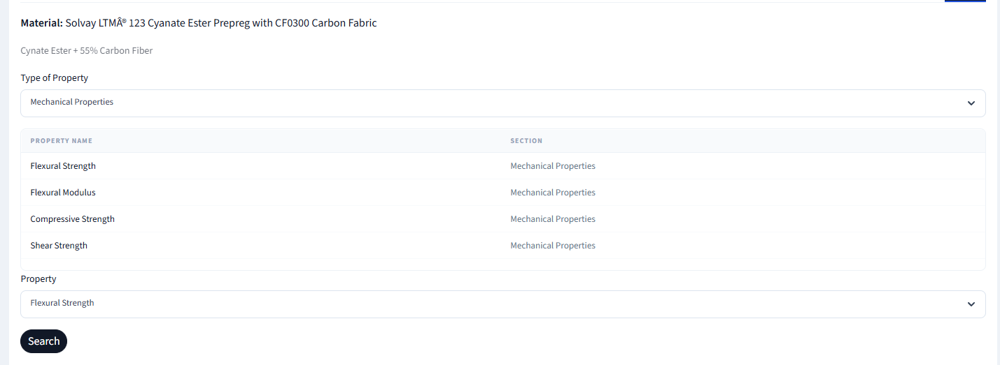 Material: Solvay LTMÂ® 123 Cyanate Ester Prepreg with CF0300 Carbon Fabric
Cynate Ester + 55% Carbon Fiber
Type of Property
Mechanical Properties
PROPERTY NAME SECTION
Flexural Strength Mechanical Properties
Flexural Modulus Mechanical Properties
Compressive Strength Mechanical Properties
Shear Strength Mechanical Properties
Property
Flexural Strength
Search